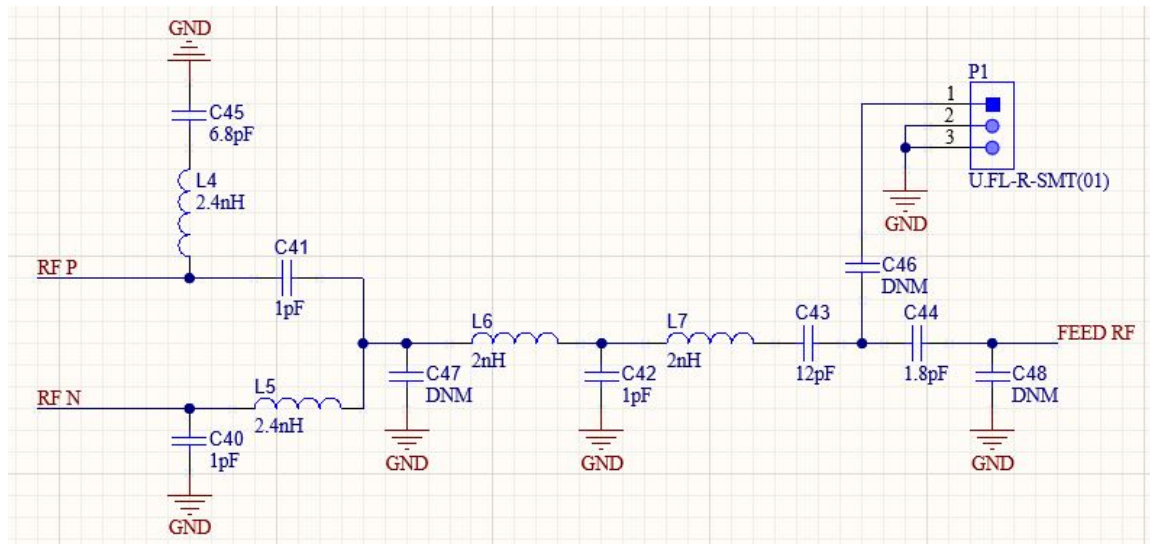 GND
C45
6.8pF
L4
2.4nH
RF P
C41
1pF
RF N
C40
1pF
GND
L5
2.4nH
C47
DNM
GND
L6
2nH
C42
1pF
GND
L7
2nH
C43
12pF
C46
DNM
P1
1
2
3
U.FL-R-SMT(01)
GND
C44
1.8pF
FEED RF
C48
DNM
GND